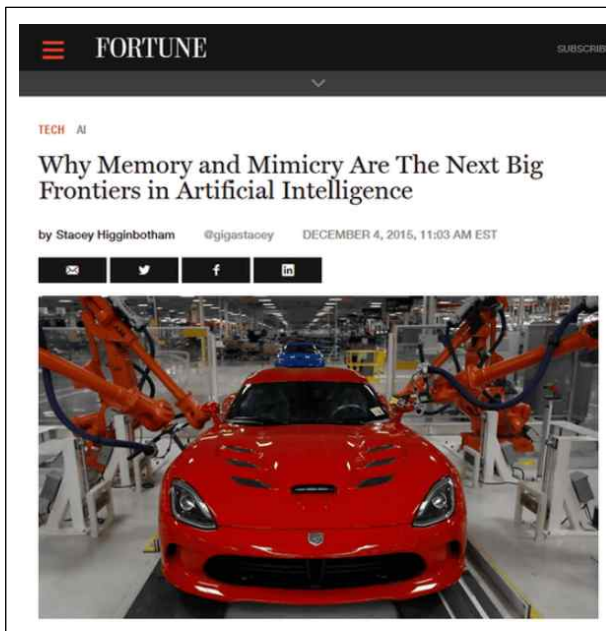 FORTUNE
SUBSCRIB
TECH AI
Why Memory and Mimicry Are The Next Big
Frontiers in Artificial Intelligence
by Stacey Higginbotham @gigastacey DECEMBER 4, 2015, 11:03 AM EST